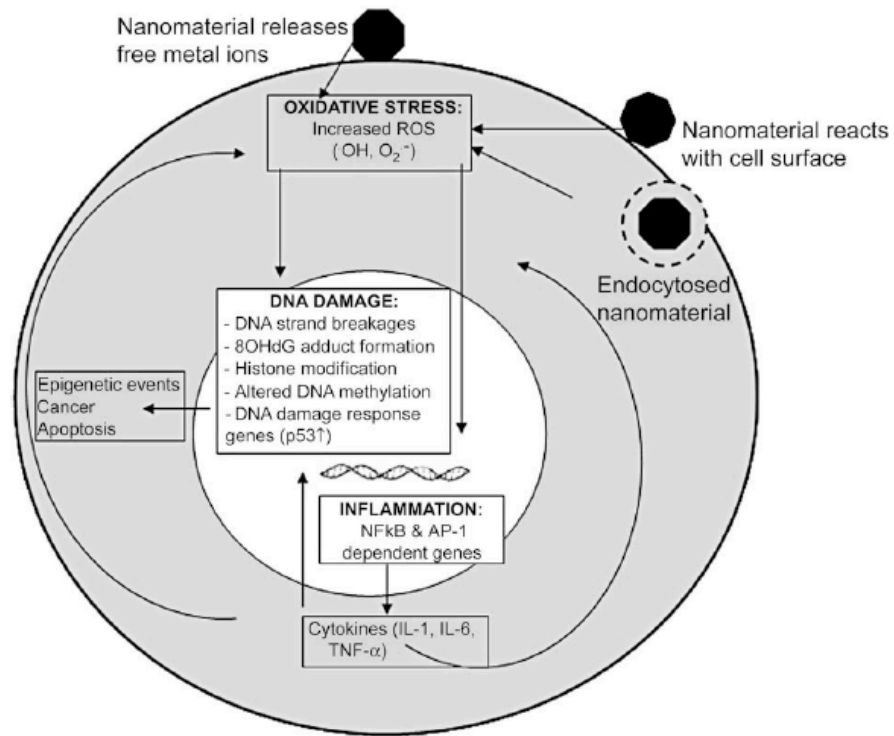 Nanomaterial releases
free metal ions
OXIDATIVE STRESS:
Increased ROS
( OH, O₂⁻)
Nanomaterial reacts
with cell surface
Endocytosed
nanomaterial
DNA DAMAGE:
- DNA strand breakages
- 8OHdG adduct formation
- Histone modification
- Altered DNA methylation
- DNA damage response
genes (p53↑)
Epigenetic events
Cancer
Apoptosis
INFLAMMATION:
NFkB & AP-1
dependent genes
Cytokines (IL-1, IL-6,
TNF-α)